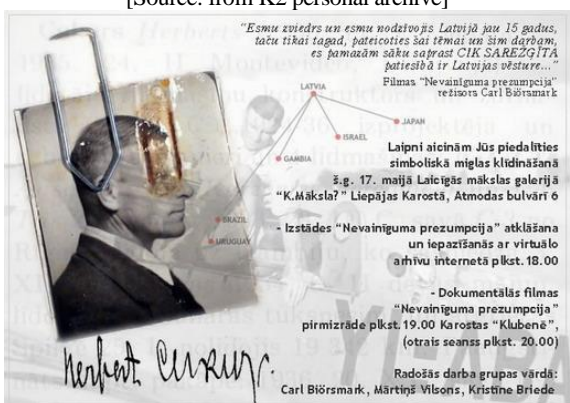 [Source: from K2 personal archive]
"Esmu zviedrs un esmu nodzīvojis Latvijā jau 15 gadus,
taču tikai tagad, pateicoties šai tēmai un šim darbam,
es pamazām sāku saprast CIK SAREŽĢĪTA
patiesībā ir Latvijas vēsture..."
Filmas "Nevainīguma prezumpcija"
režisors Carl Biörsmark
LATVIA
JAPAN
ISRAEL
GAMBIA
BRAZIL
URUGUAY
Laipni aicinām Jūs piedalīties
simboliskā miglas klīdināšanā
š.g. 17. maijā Laicīgās mākslas galerijā
"K.Māksla?" Liepājas Karostā, Atmodas bulvārī 6
- Izstādes "Nevainīguma prezumpcija" atklāšana
un iepazīšanās ar virtuālo
arhīvu internetā plkst.18.00
- Dokumentālās filmas
"Nevainīguma prezumpcija"
pirmizrāde plkst.19.00 Karostas "Klubenē",
(otrais seanss plkst. 20.00)
Radošās darba grupas vārdā:
Carl Biörsmark, Mārtiņš Vilsons, Kristīne Briede
Herbert Cukurs.